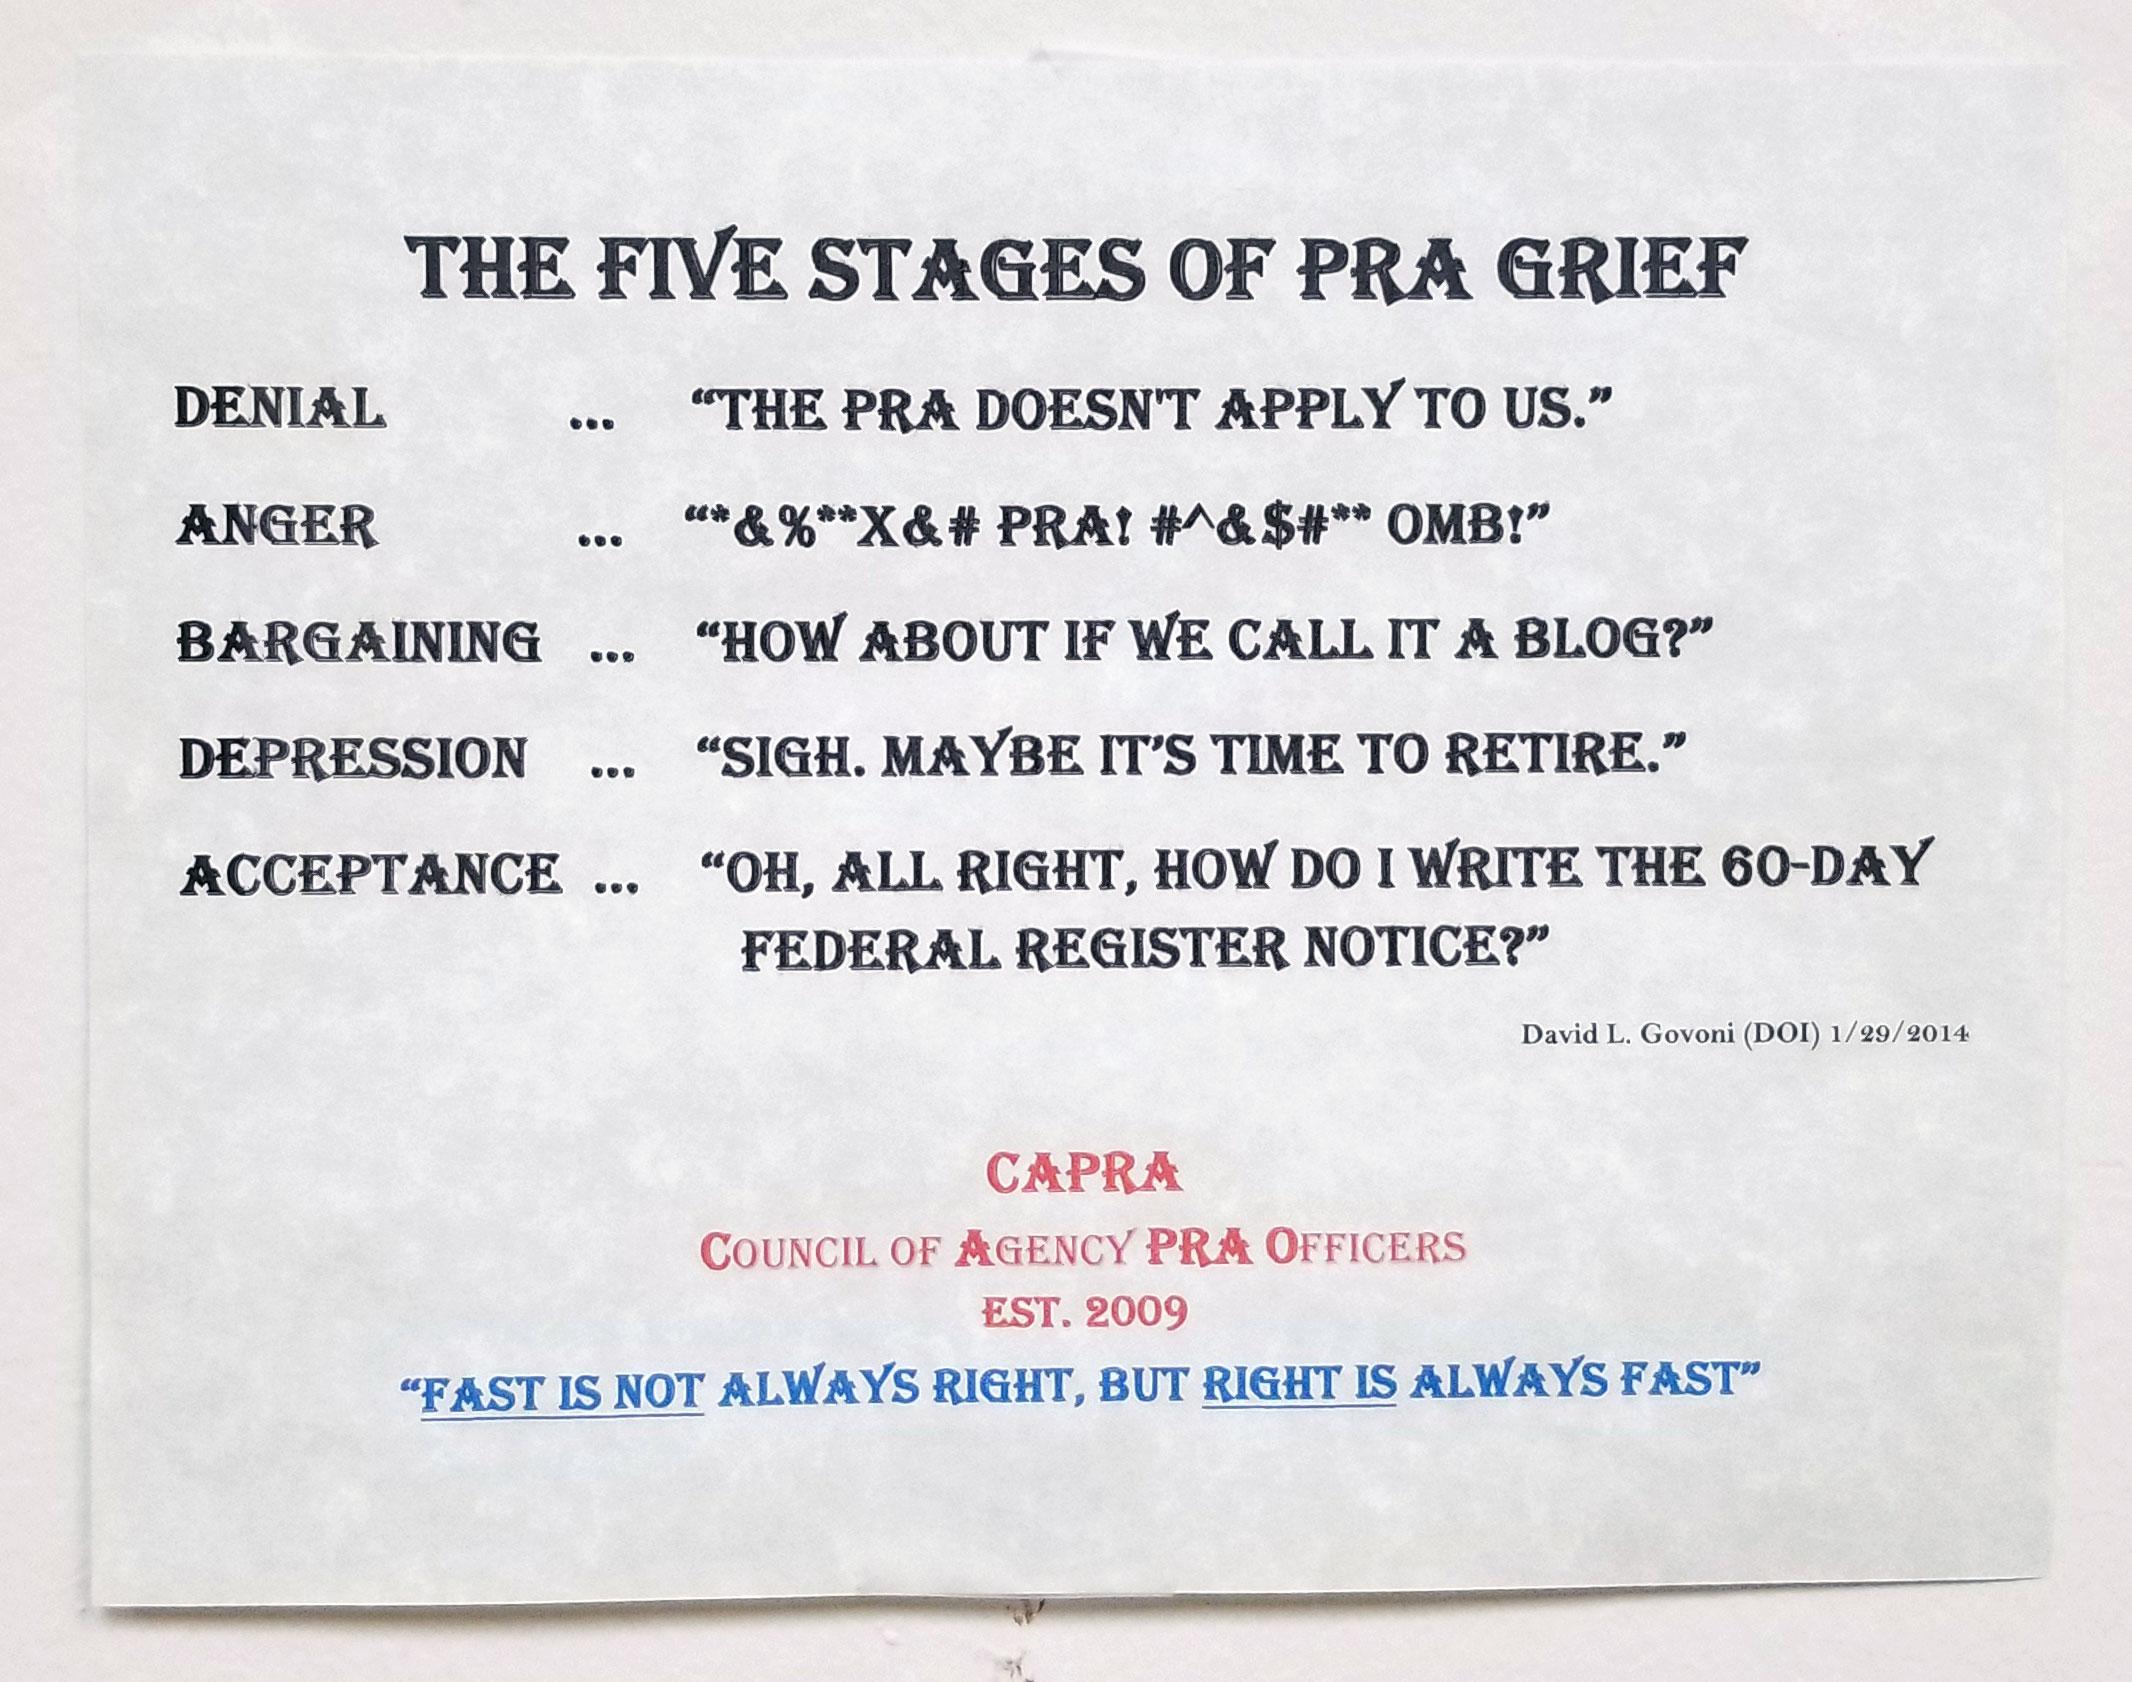 THE FIVE STAGES OF PRA GRIEF
DENIAL ... “THE PRA DOESN'T APPLY TO US.”
ANGER ... “*&%**X&# PRA! #^&$#** OMB!”
BARGAINING ... “HOW ABOUT IF WE CALL IT A BLOG?”
DEPRESSION ... “SIGH. MAYBE IT’S TIME TO RETIRE.”
ACCEPTANCE ... “OH, ALL RIGHT, HOW DO I WRITE THE 60-DAY
FEDERAL REGISTER NOTICE?”
David L. Govoni (DOI) 1/29/2014
CAPRA
COUNCIL OF AGENCY PRA OFFICERS
EST. 2009
“FAST IS NOT ALWAYS RIGHT, BUT RIGHT IS ALWAYS FAST”